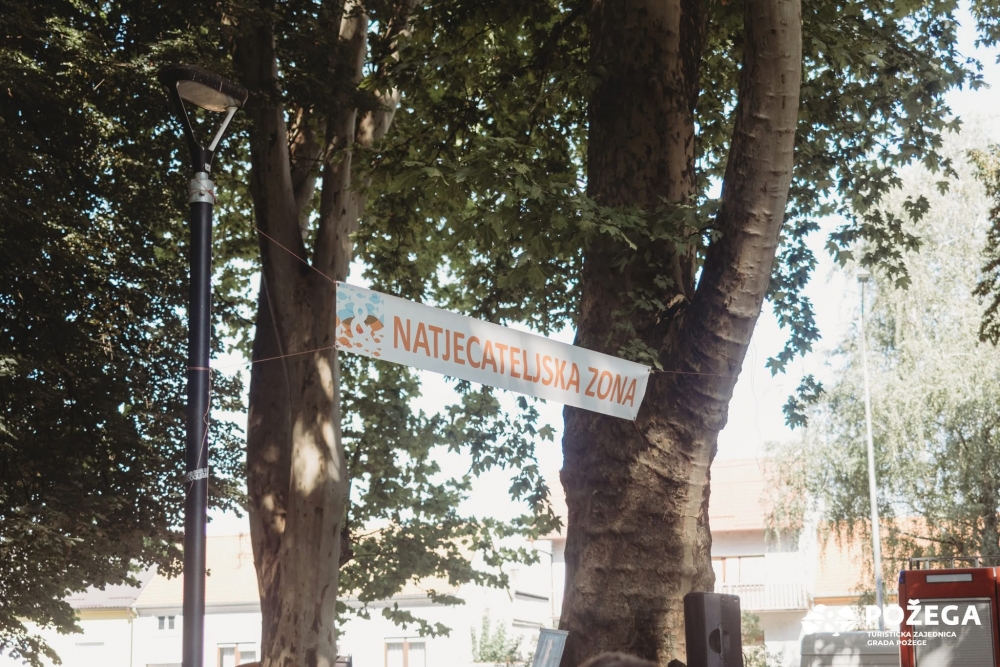 & NATJECATELJSKA ZONA
POŽEGA
TURISTIČKA ZAJEDNICA
GRADA POŽEGE